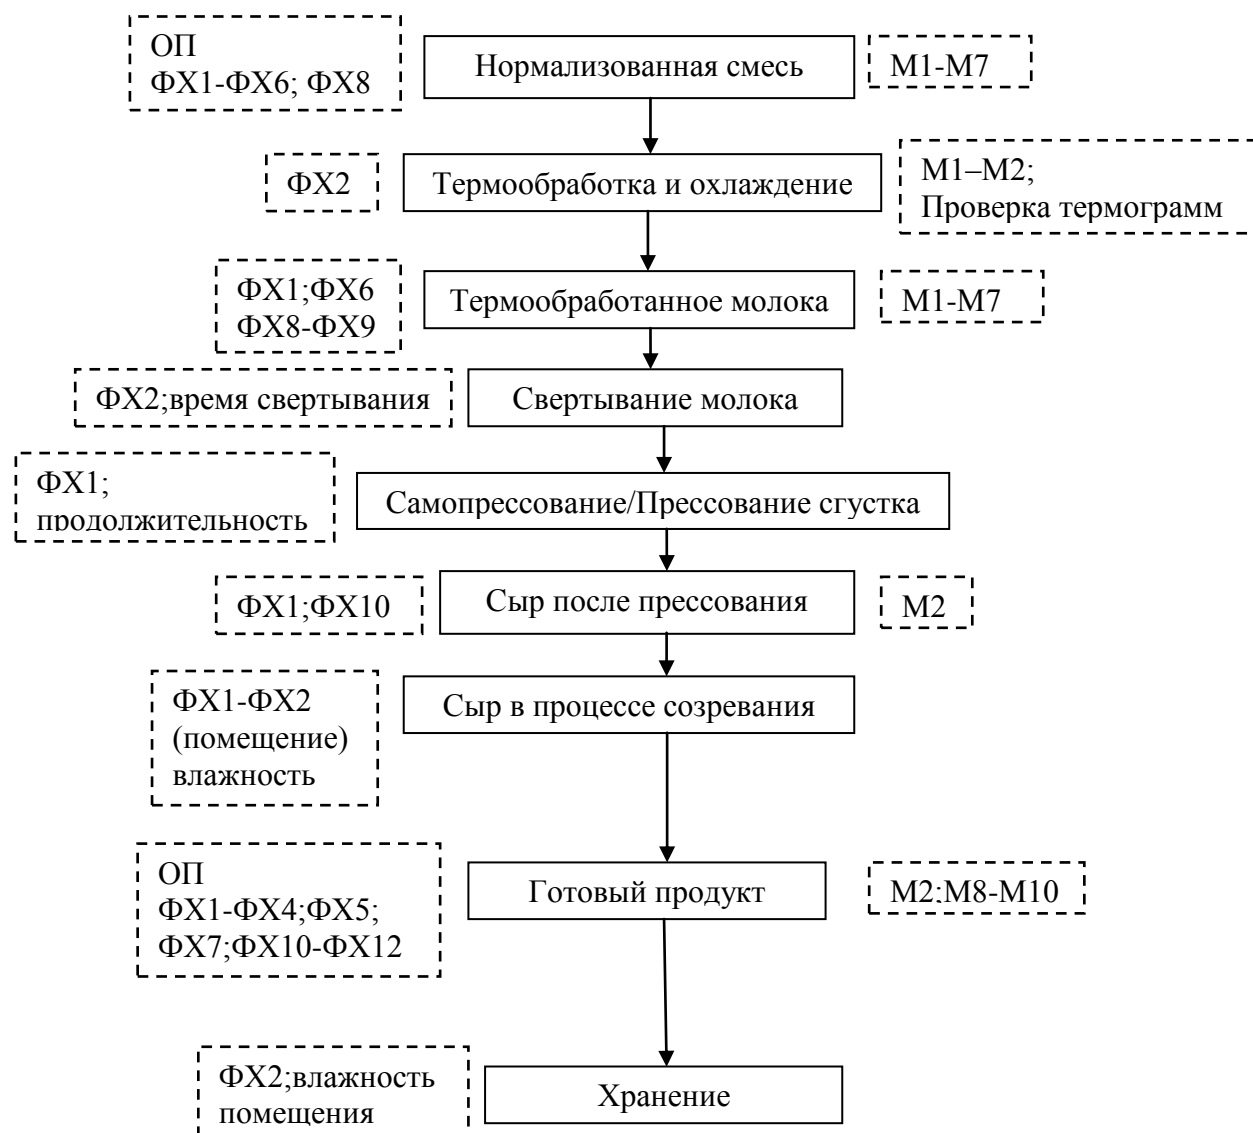 ОП
ФХ1-ФХ6; ФХ8
Нормализованная смесь
М1-М7
ФХ2
Термообработка и охлаждение
М1–М2;
Проверка термограмм
ФХ1;ФХ6
ФХ8-ФХ9
Термообработанное молока
М1-М7
ФХ2;время свертывания
Свертывание молока
ФХ1;
продолжительность
Самопрессование/Прессование сгустка
ФХ1;ФХ10
Сыр после прессования
М2
ФХ1-ФХ2
(помещение)
влажность
Сыр в процессе созревания
ОП
ФХ1-ФХ4;ФХ5;
ФХ7;ФХ10-ФХ12
Готовый продукт
М2;М8-М10
ФХ2;влажность
помещения
Хранение